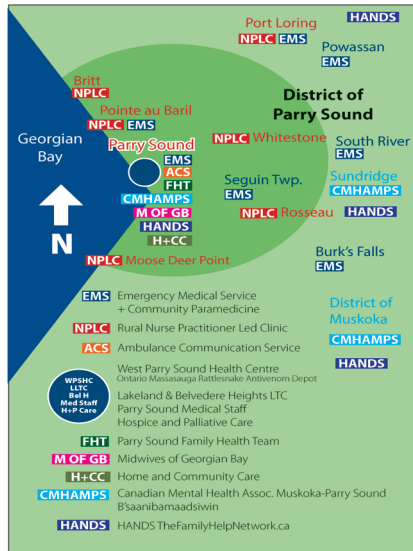 HANDS
Port Loring
NPLC EMS
Powassan
EMS
Britt
NPLC
District of
Parry Sound
Pointe au Baril
NPLC EMS
Georgian
Bay
Parry Sound
EMS
ACS
FHT
CMHAMPS
M OF GB
HANDS
H+CC
NPLC Whitestone
South River
EMS
Seguin Twp.
EMS
Sundridge
CMHAMPS
NPLC Rosseau
HANDS
N
NPLC Moose Deer Point
Burk's Falls
EMS
District of
Muskoka
CMHAMPS
HANDS
EMS Emergency Medical Service
+ Community Paramedicine
NPLC Rural Nurse Practitioner Led Clinic
ACS Ambulance Communication Service
WPSHC
LLTC
Bel H
Med Staff
H+P Care
West Parry Sound Health Centre
Ontario Massasauga Rattlesnake Antivenom Depot
Lakeland & Belvedere Heights LTC
Parry Sound Medical Staff
Hospice and Palliative Care
FHT Parry Sound Family Health Team
M OF GB Midwives of Georgian Bay
H+CC Home and Community Care
CMHAMPS Canadian Mental Health Assoc. Muskoka-Parry Sound
B'saanibamaadsiwin
HANDS HANDS TheFamilyHelpNetwork.ca